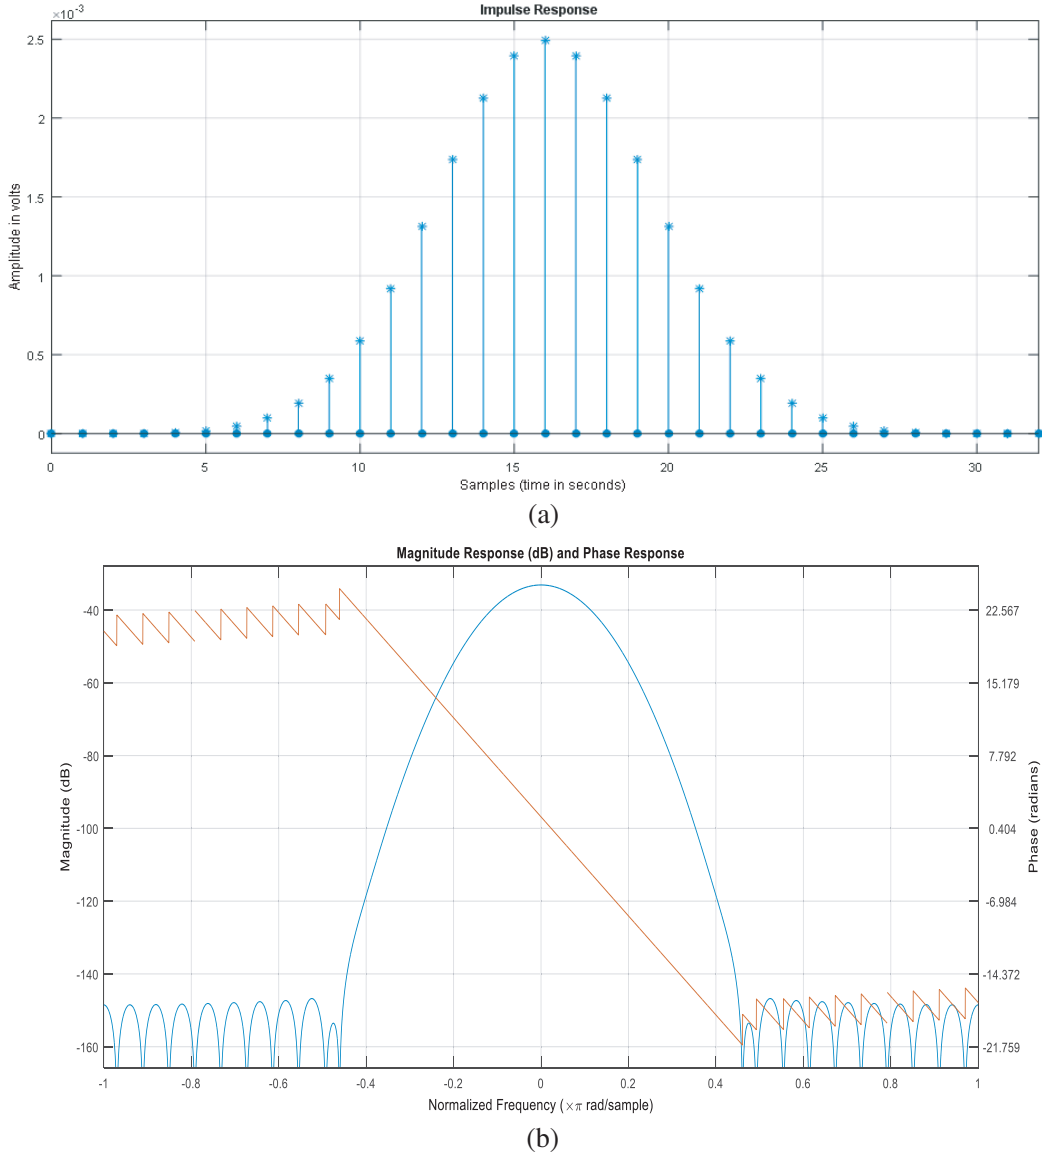 Impulse Response
×10-3
2.5
2
1.5
1
0.5
0
Amplitude in volts
0 5 10 15 20 25 30
Samples (time in seconds)
(a)
Magnitude Response (dB) and Phase Response
-40
-60
-80
-100
-120
-140
-160
Magnitude (dB)
22.567
15.179
7.792
0.404
-6.984
-14.372
-21.759
Phase (radians)
-1 -0.8 -0.6 -0.4 -0.2 0 0.2 0.4 0.6 0.8 1
Normalized Frequency (×π rad/sample)
(b)